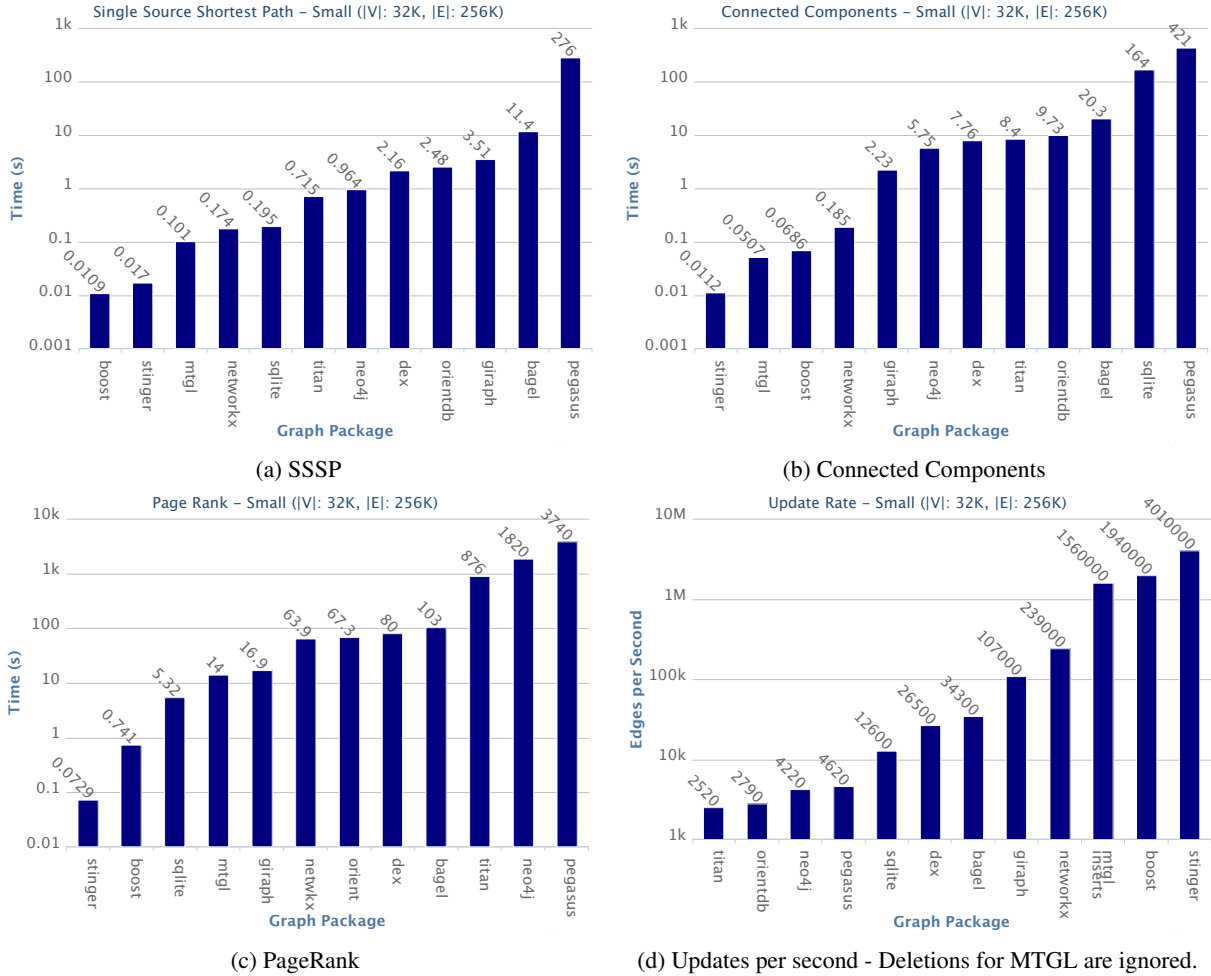 Single Source Shortest Path – Small (|V|: 32K, |E|: 256K)
1k
100
10
1
0.1
0.01
0.001
Time (s)
0.0109
0.017
0.101
0.174
0.195
0.715
0.964
2.16
2.48
3.51
11.4
276
boost
stinger
mtgl
networkx
sqlite
titan
neo4j
dex
orientdb
giraph
bagel
pegasus
Graph Package
(a) SSSP
Connected Components – Small (|V|: 32K, |E|: 256K)
1k
100
10
1
0.1
0.01
0.001
Time (s)
0.0112
0.0507
0.0686
0.185
2.23
5.75
7.76
8.4
9.73
20.3
164
421
stinger
mtgl
boost
networkx
giraph
neo4j
dex
titan
orientdb
bagel
sqlite
pegasus
Graph Package
(b) Connected Components
Page Rank – Small (|V|: 32K, |E|: 256K)
10k
1k
100
10
1
0.1
0.01
Time (s)
0.0729
0.741
5.32
14
16.9
63.9
67.3
80
103
876
1820
3740
stinger
boost
sqlite
mtgl
giraph
netwkx
orient
dex
bagel
titan
neo4j
pegasus
Graph Package
(c) PageRank
Update Rate – Small (|V|: 32K, |E|: 256K)
10M
1M
100k
10k
1k
Edges per Second
2520
2790
4220
4620
12600
26500
34300
107000
239000
1560000
1940000
4010000
titan
orientdb
neo4j
pegasus
sqlite
dex
bagel
giraph
networkx
mtgl
inserts
boost
stinger
Graph Package
(d) Updates per second - Deletions for MTGL are ignored.